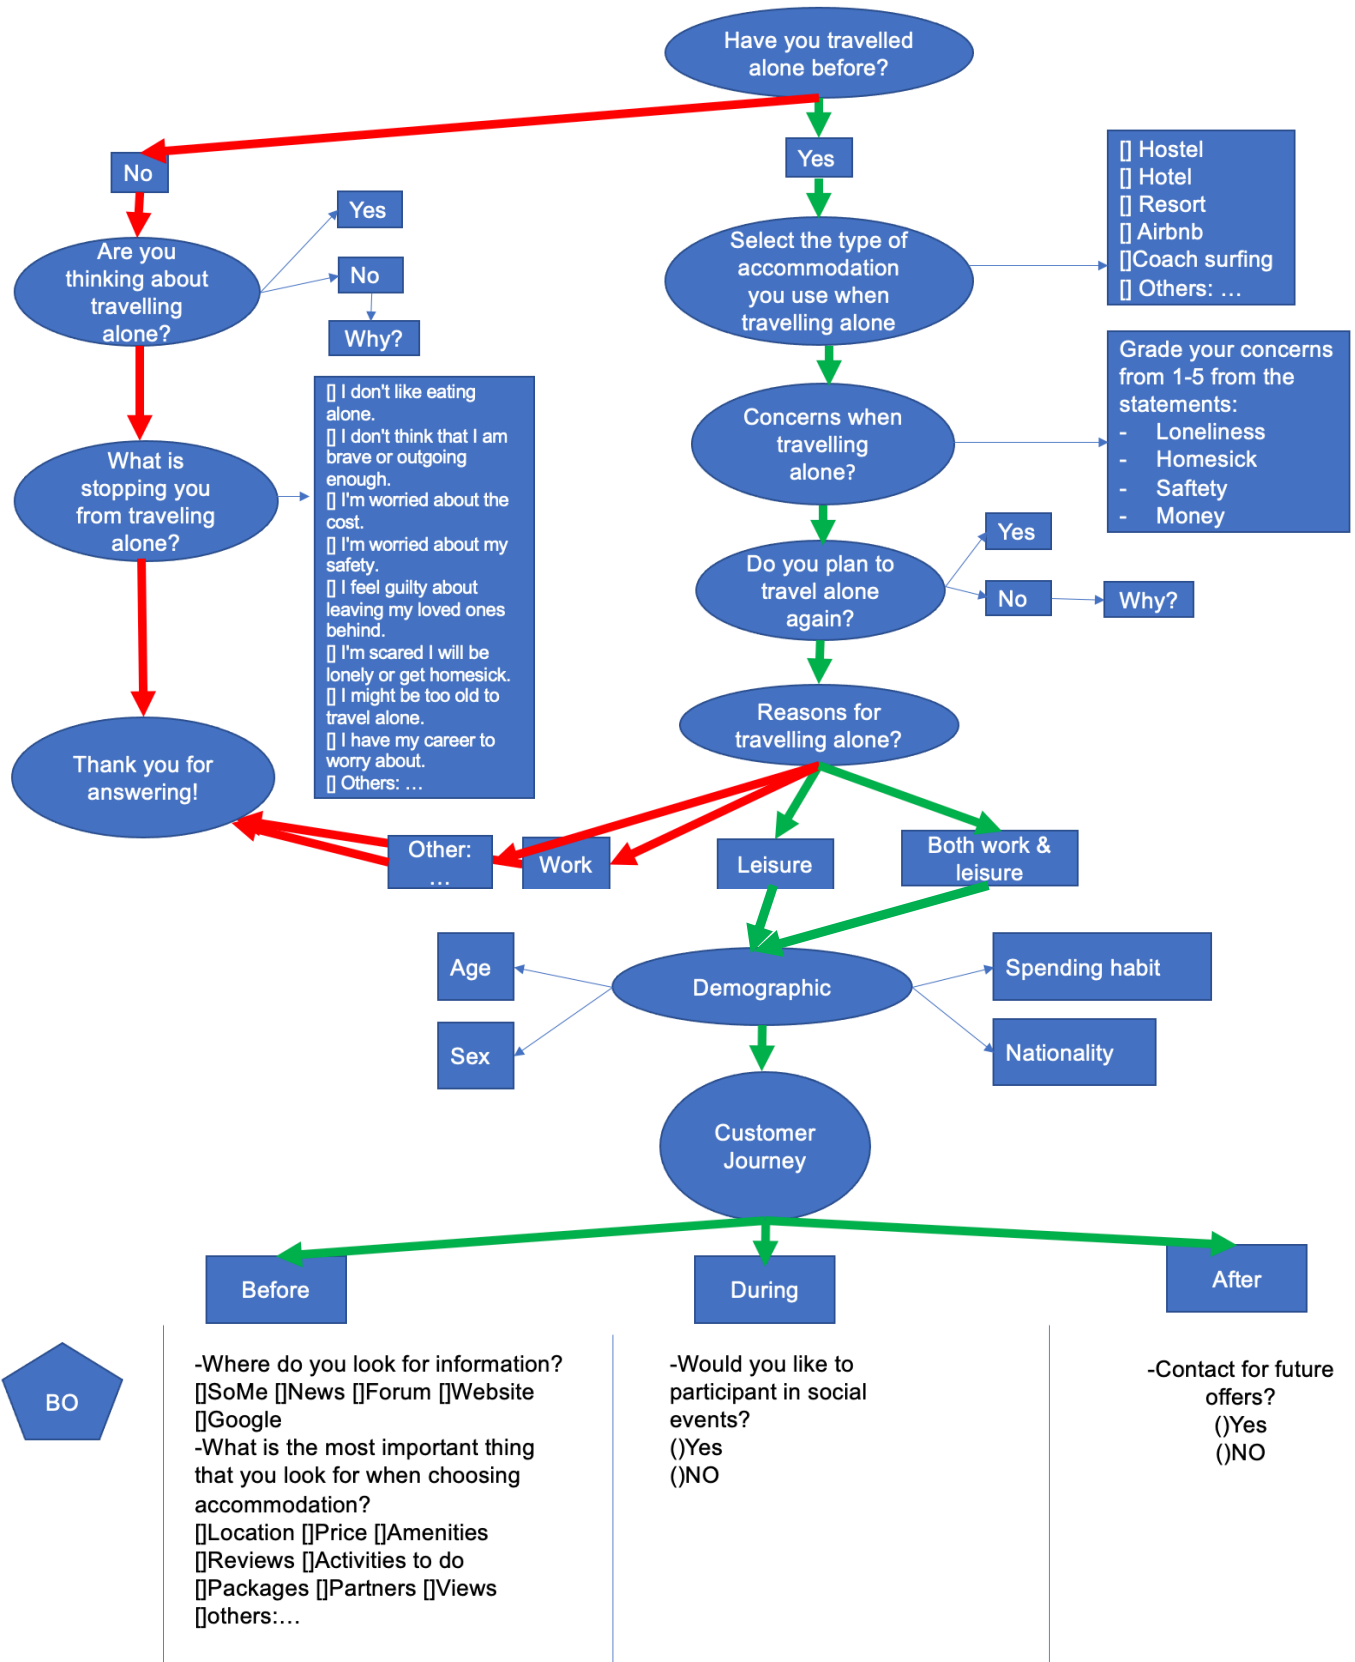 Have you travelled
alone before?
No
Yes
[] Hostel
[] Hotel
[] Resort
[] Airbnb
[]Coach surfing
[] Others: ...
Are you
thinking about
travelling
alone?
Yes
No
Why?
Select the type of
accommodation
you use when
travelling alone
Grade your concerns
from 1-5 from the
statements:
- Loneliness
- Homesick
- Saftety
- Money
Concerns when
travelling
alone?
What is
stopping you
from traveling
alone?
[] I don't like eating
alone.
[] I don't think that I am
brave or outgoing
enough.
[] I'm worried about the
cost.
[] I'm worried about my
safety.
[] I feel guilty about
leaving my loved ones
behind.
[] I'm scared I will be
lonely or get homesick.
[] I might be too old to
travel alone.
[] I have my career to
worry about.
[] Others: ...
Do you plan to
travel alone
again?
Yes
No
Why?
Reasons for
travelling alone?
Thank you for
answering!
Other:
...
Work
Leisure
Both work &
leisure
Age
Sex
Demographic
Spending habit
Nationality
Customer
Journey
Before
During
After
BO
-Where do you look for information?
[]SoMe []News []Forum []Website
[]Google
-What is the most important thing
that you look for when choosing
accommodation?
[]Location []Price []Amenities
[]Reviews []Activities to do
[]Packages []Partners []Views
[]others:...
-Would you like to
participant in social
events?
()Yes
()NO
-Contact for future
offers?
()Yes
()NO